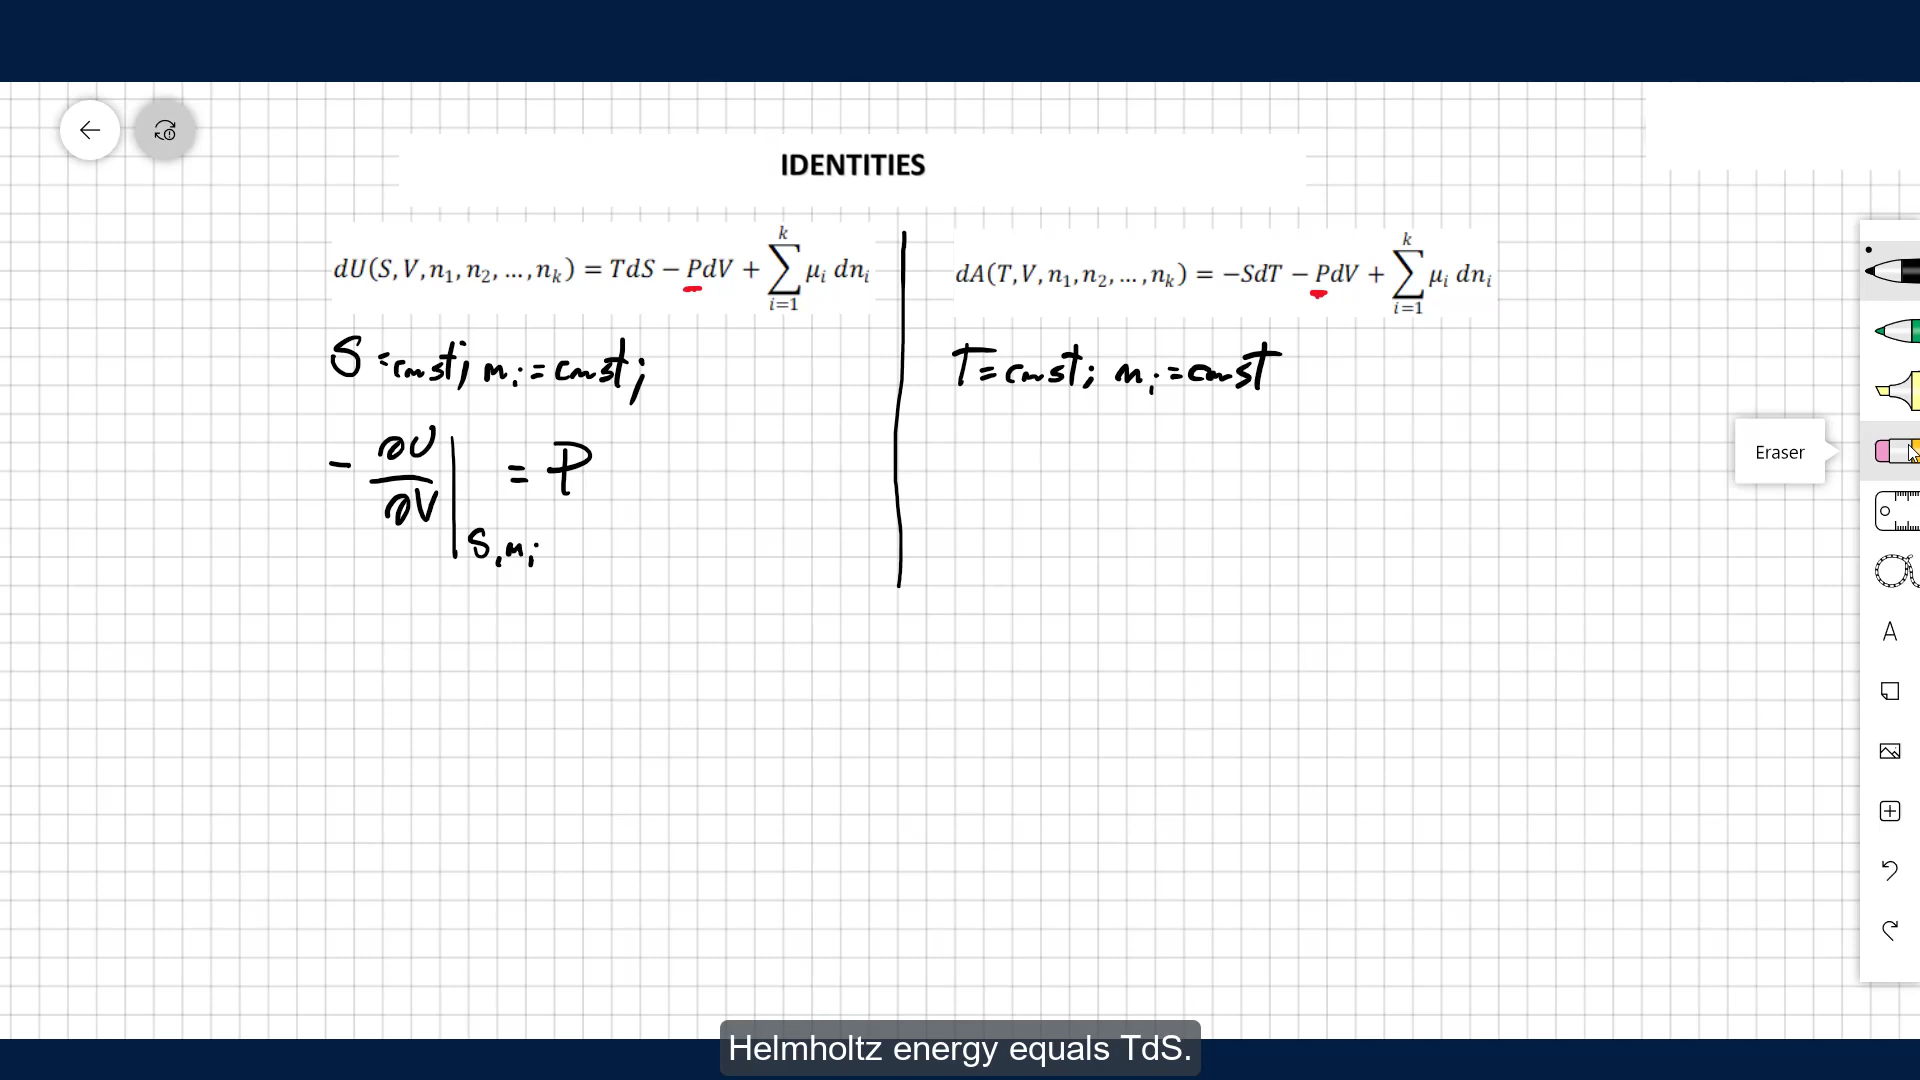 IDENTITIES
dU(S, V, n₁, n₂, …, nₖ) = TdS − PdV + ∑ᵢ₌₁ᵏ μᵢ dnᵢ
S = const; nᵢ = const;
− ∂U/∂V |S, nᵢ = P
dA(T, V, n₁, n₂, …, nₖ) = −SdT − PdV + ∑ᵢ₌₁ᵏ μᵢ dnᵢ
T = const; nᵢ = const
Eraser
A
Helmholtz energy equals TdS.